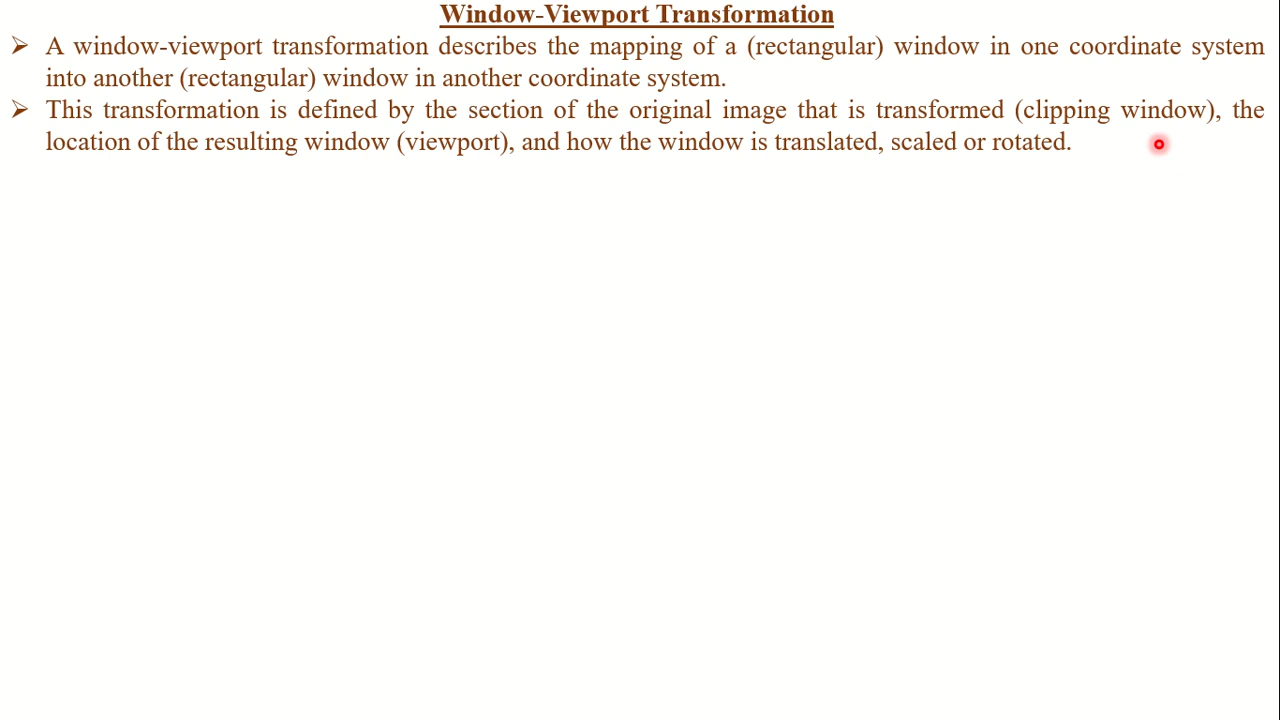 Window-Viewport Transformation
➢ A window-viewport transformation describes the mapping of a (rectangular) window in one coordinate system
into another (rectangular) window in another coordinate system.
➢ This transformation is defined by the section of the original image that is transformed (clipping window), the
location of the resulting window (viewport), and how the window is translated, scaled or rotated.